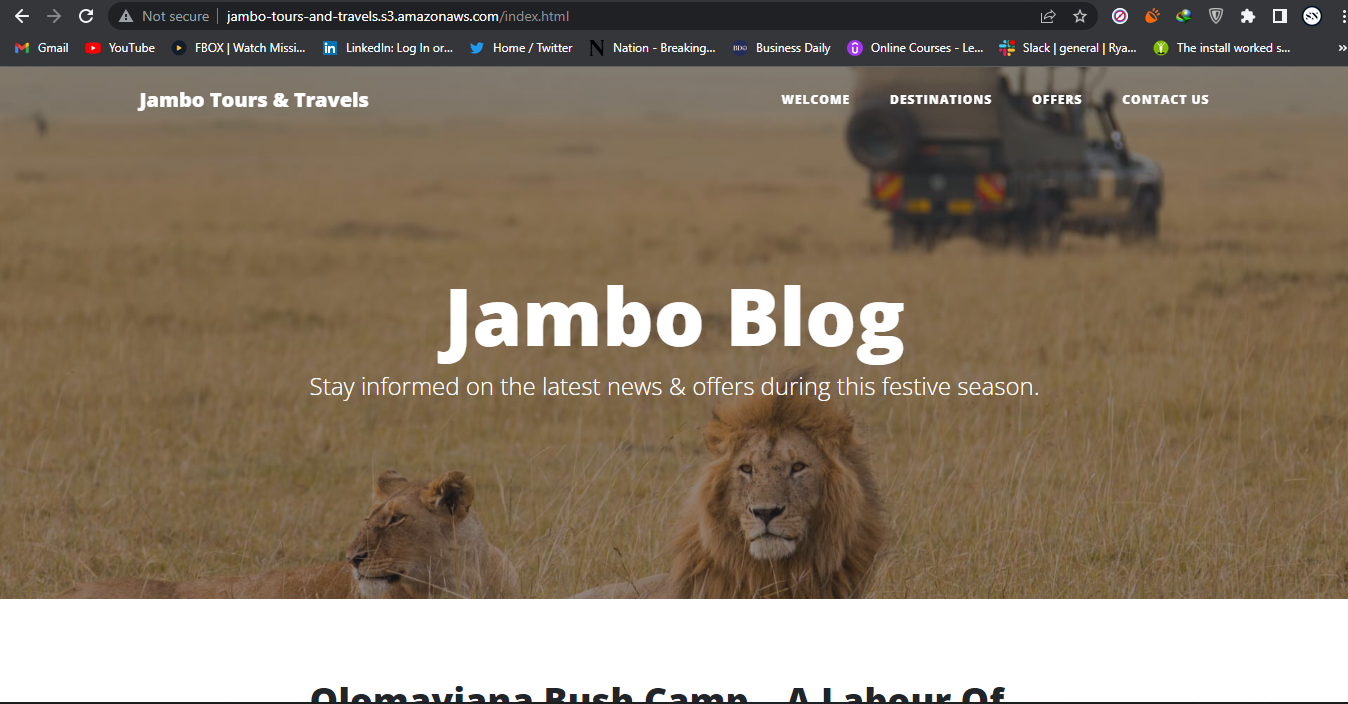 Not secure | jambo-tours-and-travels.s3.amazonaws.com/index.html
Gmail YouTube FBOX | Watch Missi... LinkedIn: Log In or... Home / Twitter Nation - Breaking... Business Daily Online Courses - Le... Slack | general | Rya... The install worked s... »
Jambo Tours & Travels WELCOME DESTINATIONS OFFERS CONTACT US
Jambo Blog
Stay informed on the latest news & offers during this festive season.